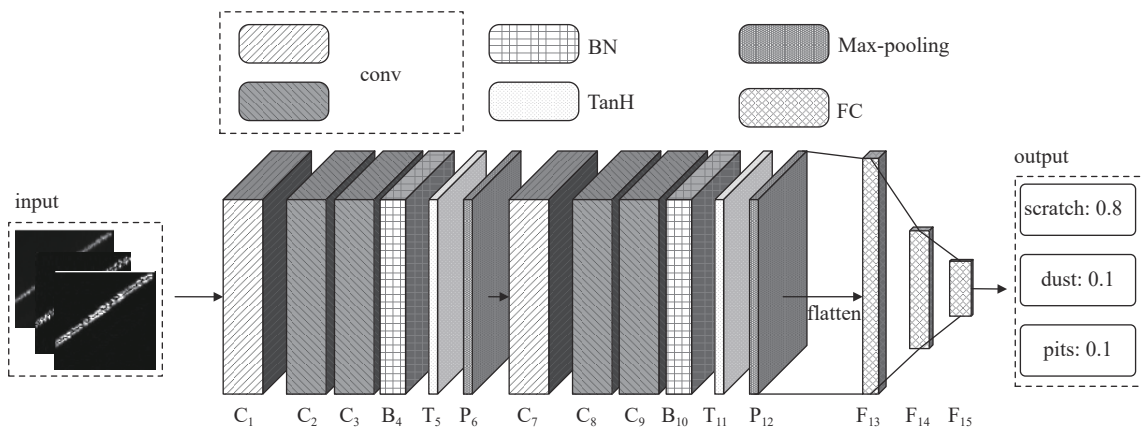 conv
BN
TanH
Max-pooling
FC
input
output
scratch: 0.8
dust: 0.1
pits: 0.1
flatten
C1 C2 C3 B4 T5 P6 C7 C8 C9 B10 T11 P12 F13 F14 F15